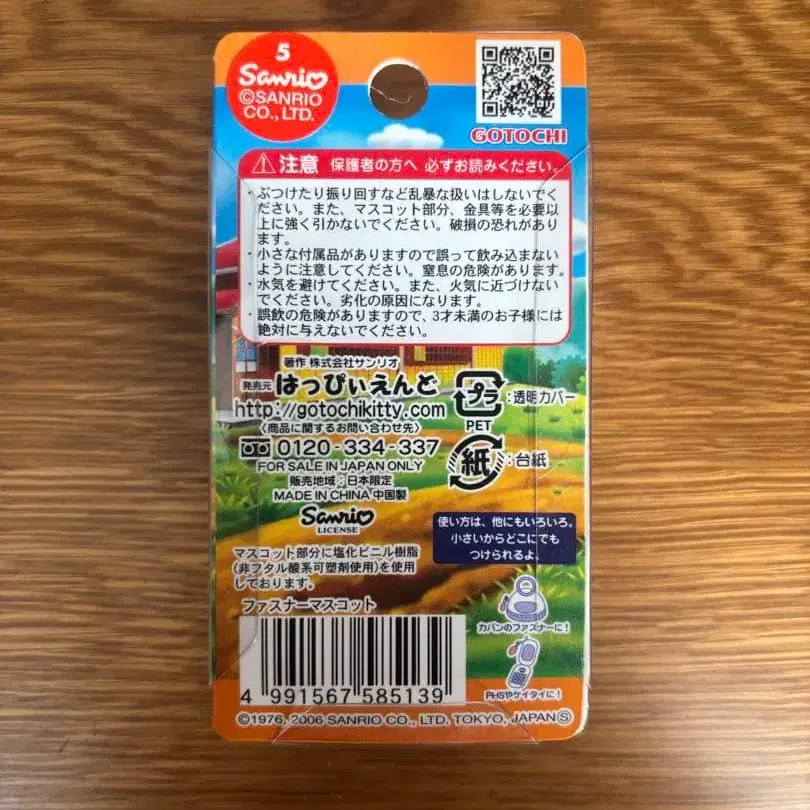 5
Sanrio
©SANRIO
CO., LTD.
GOTOCHI
注意 保護者の方へ 必ずお読みください。
・ぶつけたり振り回すなど乱暴な扱いはしないでく
ださい。また、マスコット部分、金具等を必要以
上に強く引かないでください。破損の恐れがあり
ます。
・小さな付属品がありますので誤って飲み込まない
ように注意してください。窒息の危険があります。
・水気を避けてください。また、火気に近づけない
でください。劣化の原因になります。
・誤飲の危険がありますので、3才未満のお子様には
絶対に与えないでください。
著作 株式会社サンリオ
発売元 はっぴぃえんど
http://gotochikitty.com
〈商品に関するお問い合わせ先〉
0120-334-337
FOR SALE IN JAPAN ONLY
販売地域:日本限定
MADE IN CHINA 中国製
Sanrio
LICENSE
プラ :透明カバー
PET
紙 :台紙
使い方は、他にもいろいろ。
小さいからどこにでも
つけられるよ。
マスコット部分に塩化ビニル樹脂
(非フタル酸系可塑剤使用)を使用
しております。
ファスナーマスコット
カバンのファスナーに!
PHSやケイタイに!
4 991567 585139
©1976, 2006 SANRIO CO., LTD. TOKYO, JAPAN Ⓢ